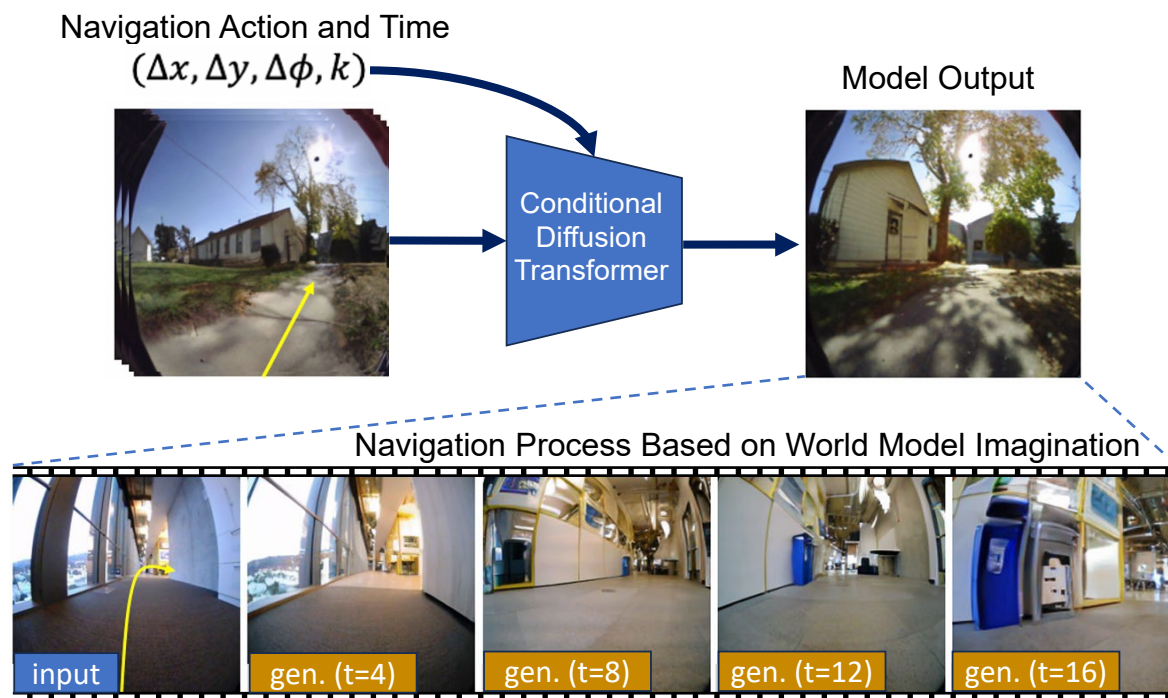 Navigation Action and Time
(Δx, Δy, Δϕ, k)
Model Output
Conditional
Diffusion
Transformer
Navigation Process Based on World Model Imagination
input
gen. (t=4)
gen. (t=8)
gen. (t=12)
gen. (t=16)